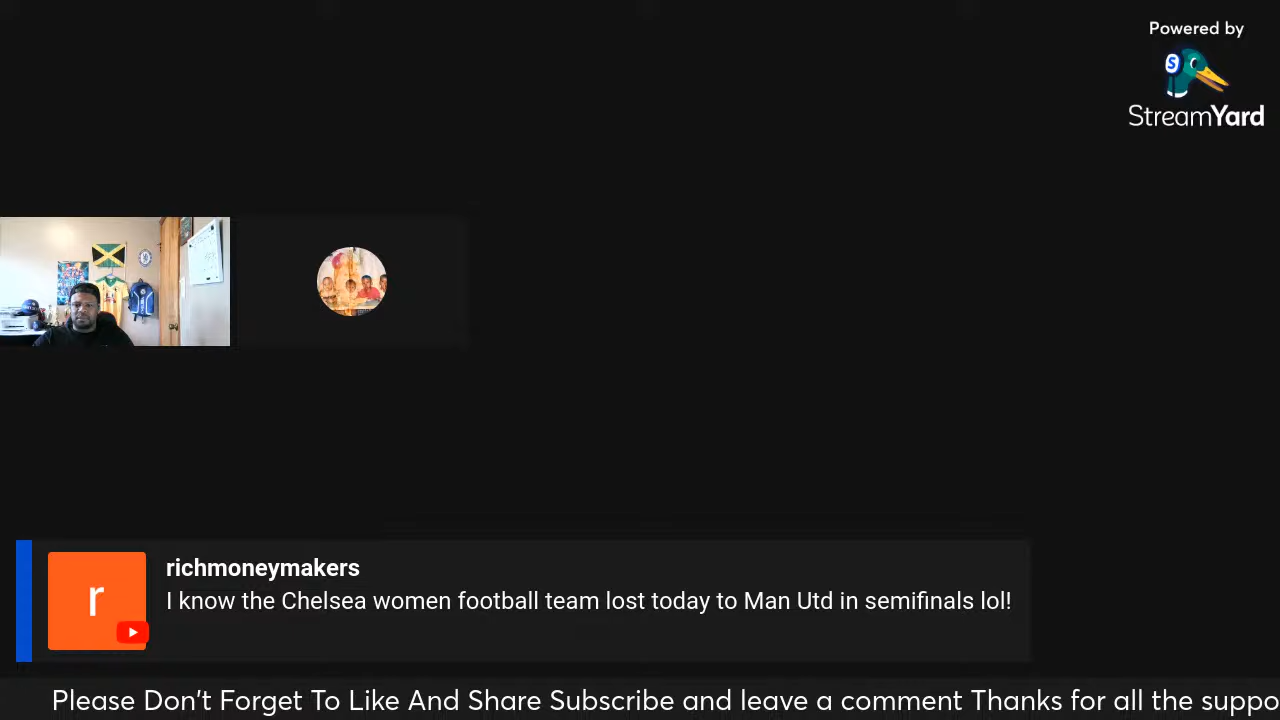 Powered by
S
StreamYard
richmoneymakers
r
I know the Chelsea women football team lost today to Man Utd in semifinals lol!
Please Don't Forget To Like And Share Subscribe and leave a comment Thanks for all the suppo